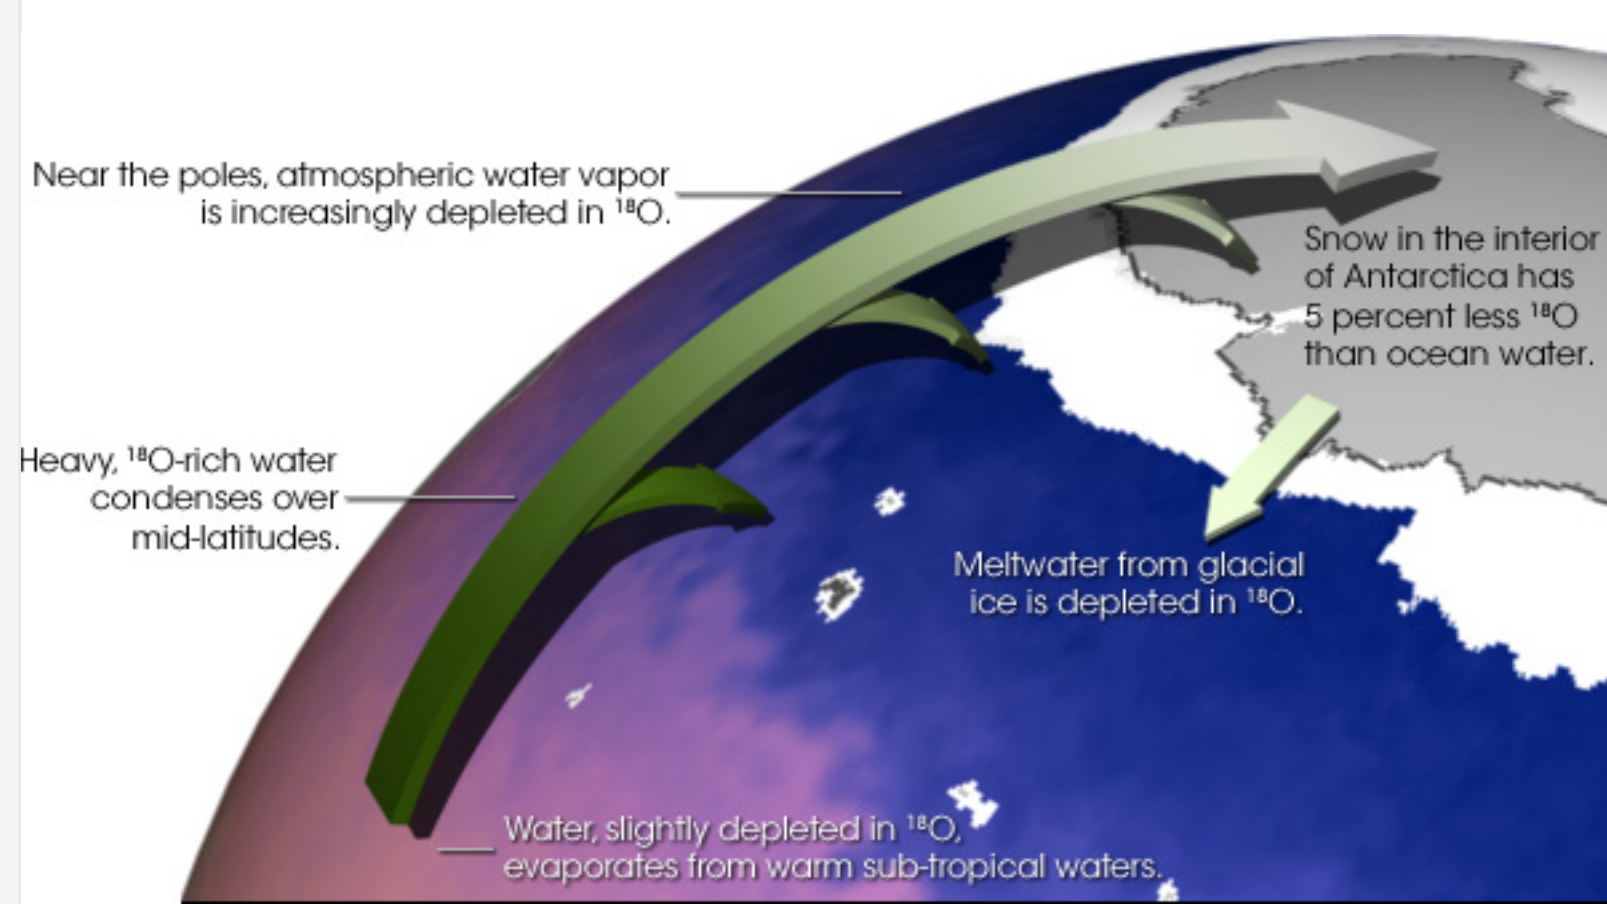 Near the poles, atmospheric water vapor
is increasingly depleted in ¹⁸O.
Snow in the interior
of Antarctica has
5 percent less ¹⁸O
than ocean water.
Heavy, ¹⁸O-rich water
condenses over
mid-latitudes.
Meltwater from glacial
ice is depleted in ¹⁸O.
Water, slightly depleted in ¹⁸O,
evaporates from warm sub-tropical waters.